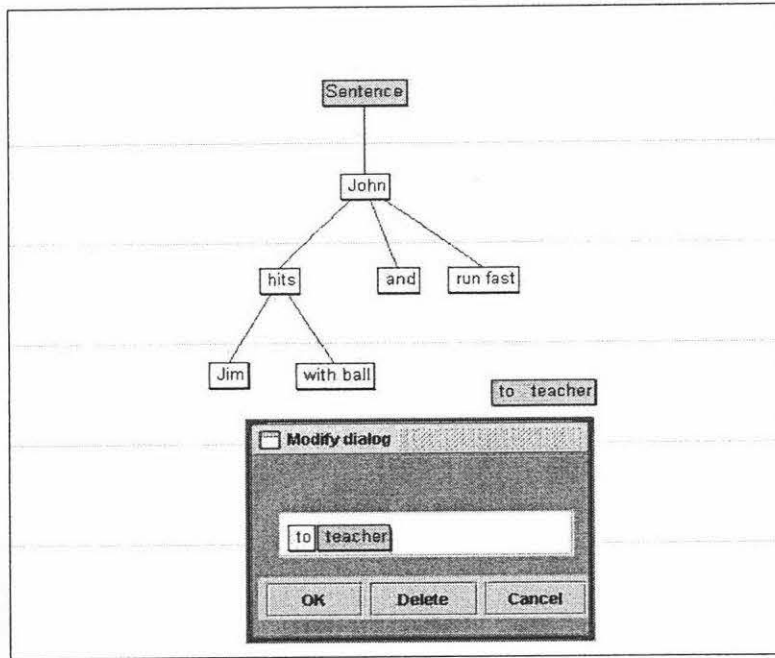 Sentence
John
hits and run fast
Jim with ball
to teacher
Modify dialog
to teacher
OK Delete Cancel